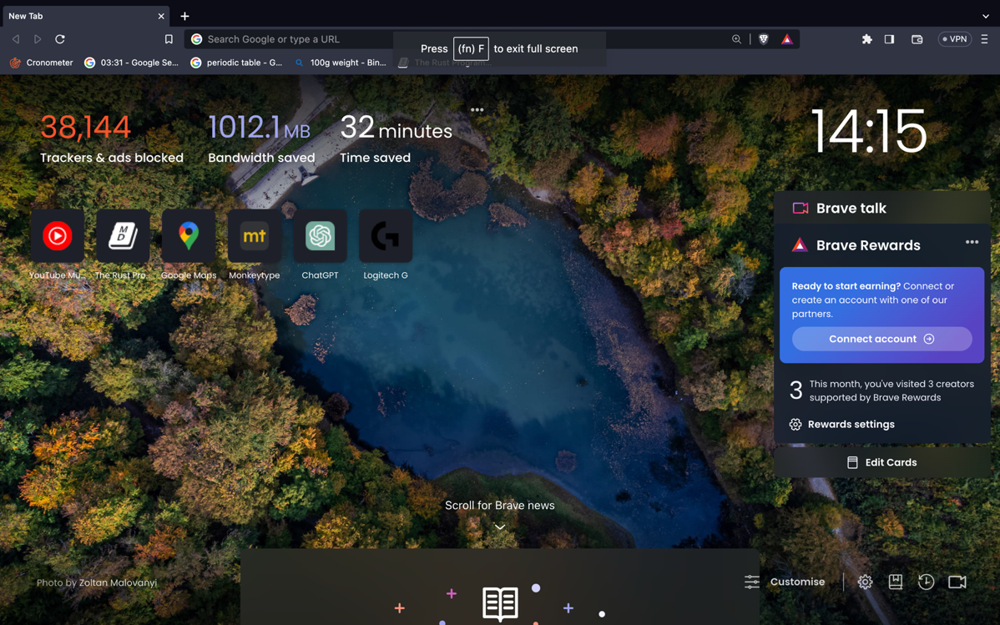 New Tab
Search Google or type a URL
Press (fn) F to exit full screen
VPN
Cronometer
03:31 - Google Se...
periodic table - G...
100g weight - Bin...
The Rust Program...
38,144
Trackers & ads blocked
1012.1 MB
Bandwidth saved
32 minutes
Time saved
14:15
YouTube Mu...
MD
The Rust Pro...
Google Maps
mt
Monkeytype
ChatGPT
Logitech G
Brave talk
Brave Rewards
Ready to start earning? Connect or
create an account with one of our
partners.
Connect account
3
This month, you've visited 3 creators
supported by Brave Rewards
Rewards settings
Edit Cards
Scroll for Brave news
Photo by Zoltan Malovanyi
Customise